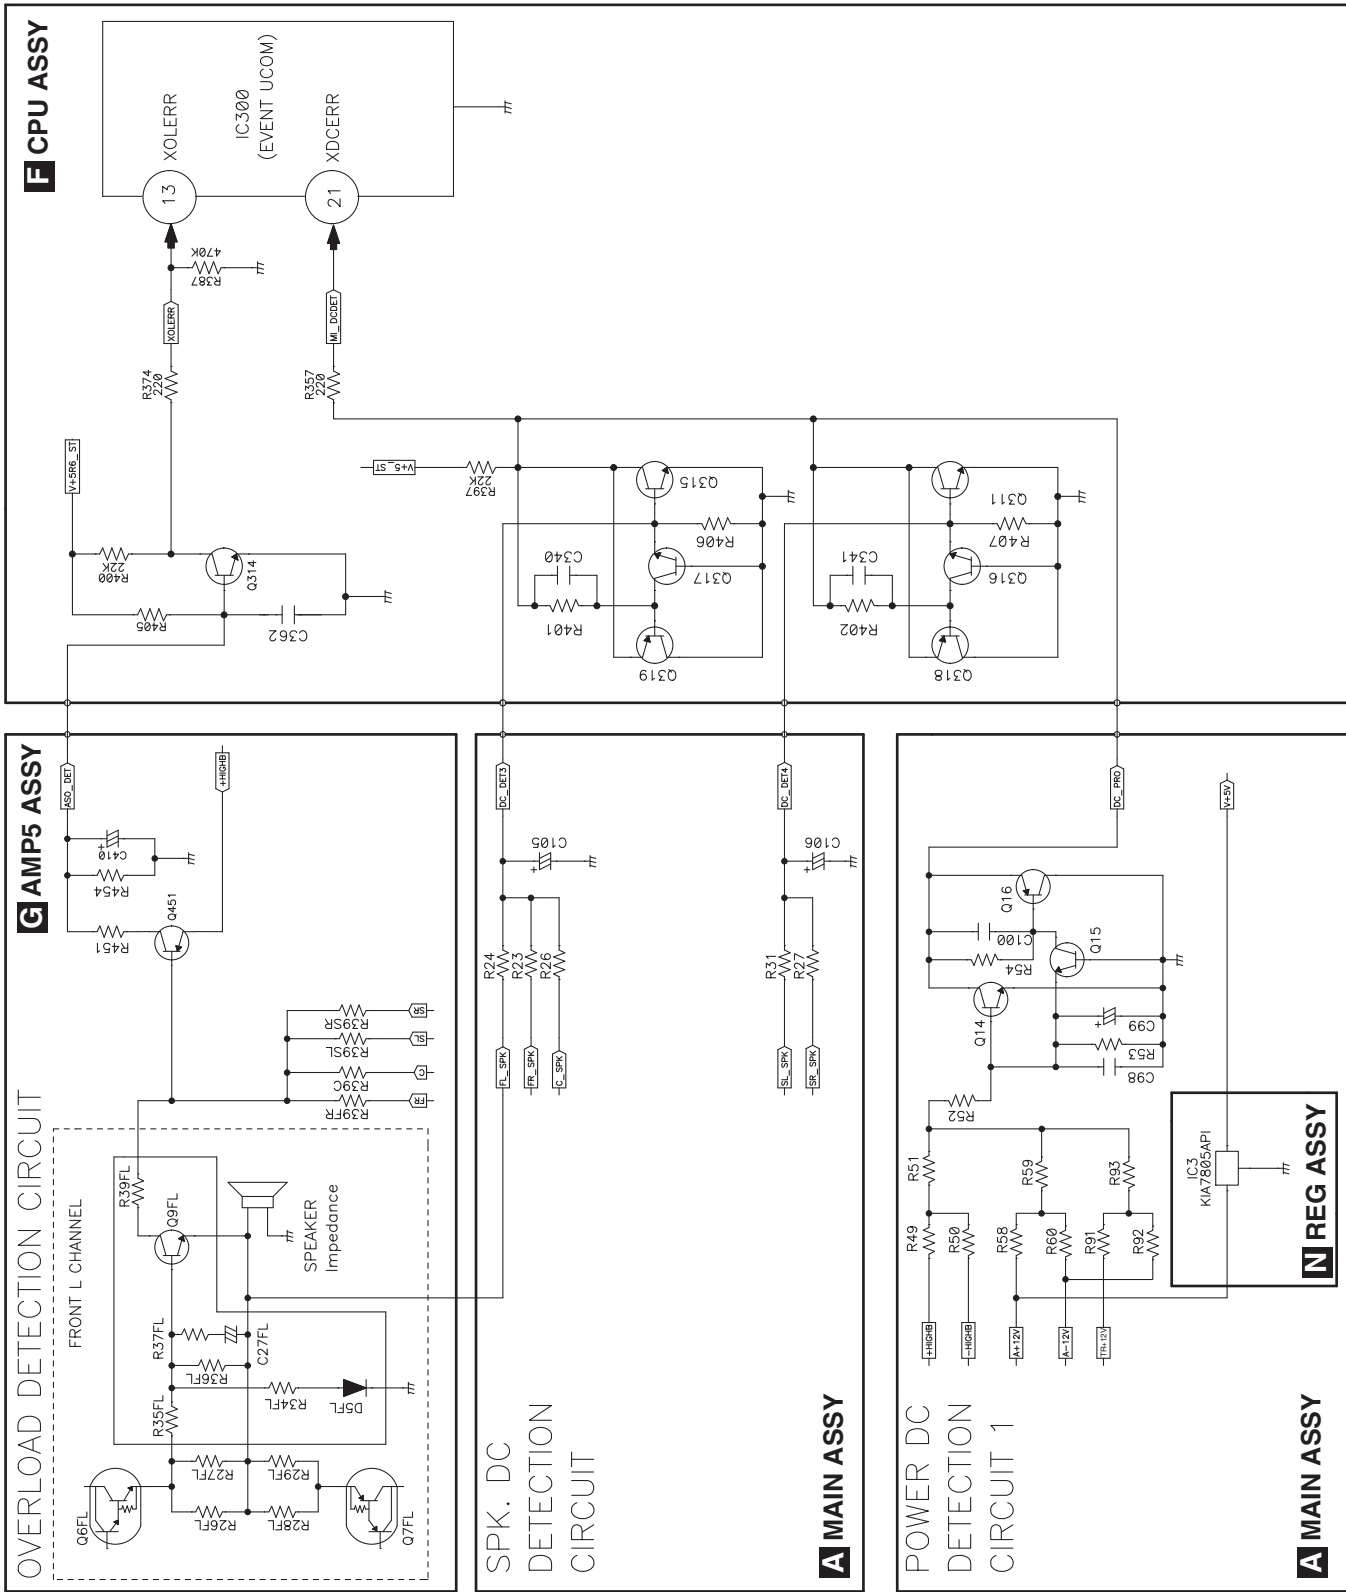 F CPU ASSY
XOLERR
IC300
(EVENT UCOM)
XDCERR
13
21
R387
470K
XOLERR
MI_DCDET
R374
220
R357
220
V+5R6_ST
V+5_ST
R397
22K
R400
22K
R405
Q314
C362
Q315
R406
C340
Q317
R401
Q319
Q311
R407
C341
Q316
R402
Q318
G AMP5 ASSY
ASO_DET
+HIGHB
C410
R454
R451
Q451
R39SR
SR
R39SL
SL
R39C
C
R39FR
FR
OVERLOAD DETECTION CIRCUIT
FRONT L CHANNEL
R39FL
Q9FL
SPEAKER
Impedance
R37FL
C27FL
R36FL
R34FL
D5FL
R35FL
R27FL
R29FL
R26FL
R28FL
Q6FL
Q7FL
DC_DET3
C105
R24
R23
R26
FL_SPK
FR_SPK
C_SPK
DC_DET4
C106
R31
R27
SL_SPK
SR_SPK
SPK. DC
DETECTION
CIRCUIT
A MAIN ASSY
DC_PRO
V+5V
Q16
C100
R54
Q15
Q14
C99
R53
C98
R52
R51
R59
R93
R49
R50
R58
R60
R91
R92
+HIGHB
-HIGHB
A+12V
A-12V
TR+12V
IC3
KIA7805API
N REG ASSY
POWER DC
DETECTION
CIRCUIT 1
A MAIN ASSY